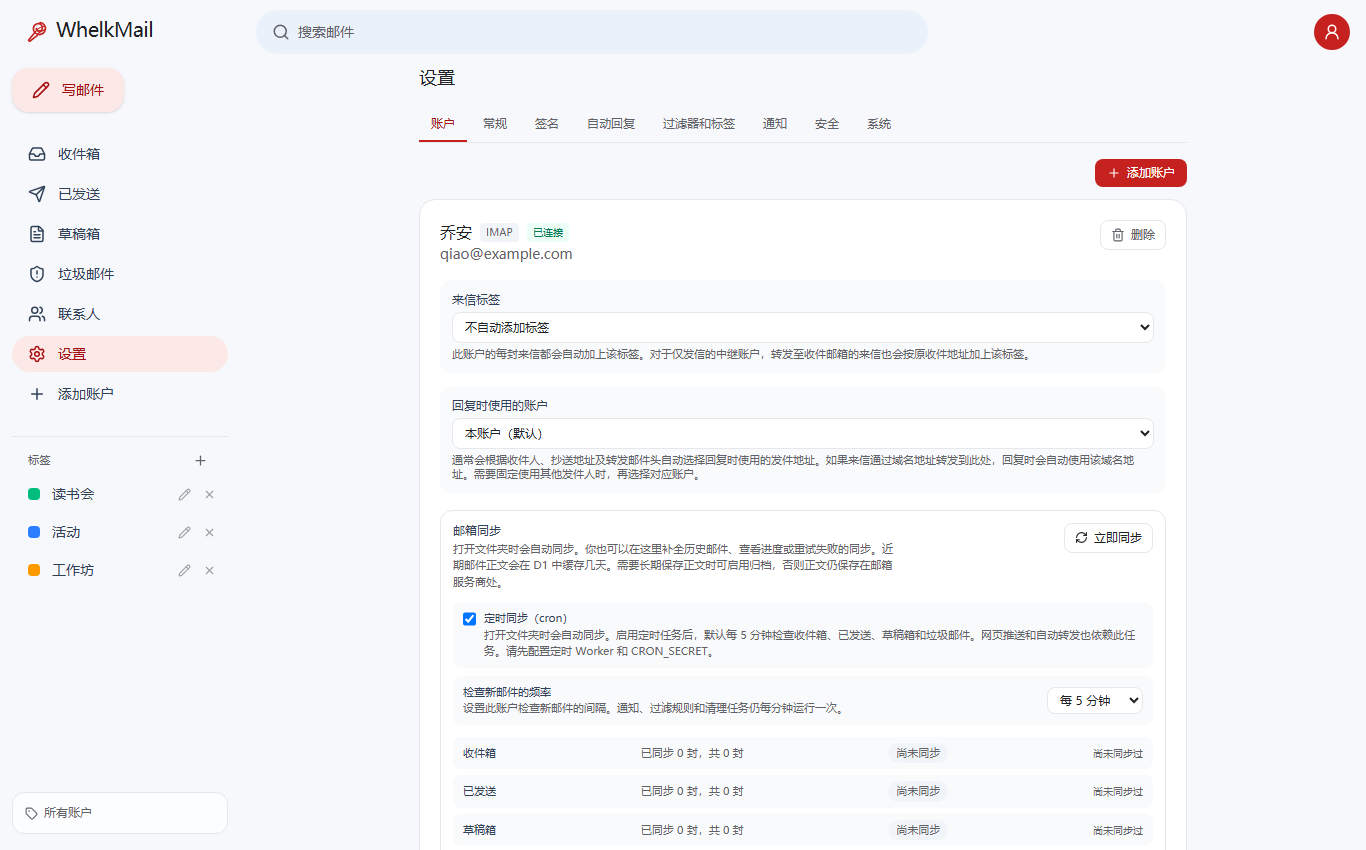 WhelkMail
搜索邮件
写邮件
收件箱
已发送
草稿箱
垃圾邮件
联系人
设置
添加账户
标签
读书会
活动
工作坊
所有账户
设置
账户
常规
签名
自动回复
过滤器和标签
通知
安全
系统
添加账户
乔安 IMAP 已连接
删除
qiao@example.com
来信标签
不自动添加标签
此账户的每封来信都会自动加上该标签。对于仅发信的中继账户，转发至收件邮箱的来信也会按原收件地址加上该标签。
回复时使用的账户
本账户（默认）
通常会根据收件人、抄送地址及转发邮件头自动选择回复时使用的发件地址。如果来信通过域名地址转发到此处，回复时会自动使用该域名地
址。需要固定使用其他发件人时，再选择对应账户。
邮箱同步
立即同步
打开文件夹时会自动同步。你也可以在这里补全历史邮件、查看进度或重试失败的同步。近
期邮件正文会在 D1 中缓存几天。需要长期保存正文时可启用归档，否则正文仍保存在邮箱
服务商处。
定时同步（cron）
打开文件夹时会自动同步。启用定时任务后，默认每 5 分钟检查收件箱、已发送、草稿箱和垃圾邮件。网页推送和自动转发也依赖此任
务。请先配置定时 Worker 和 CRON_SECRET。
检查新邮件的频率
设置此账户检查新邮件的间隔。通知、过滤规则和清理任务仍每分钟运行一次。
每 5 分钟
收件箱 已同步 0 封，共 0 封 尚未同步 尚未同步过
已发送 已同步 0 封，共 0 封 尚未同步 尚未同步过
草稿箱 已同步 0 封，共 0 封 尚未同步 尚未同步过